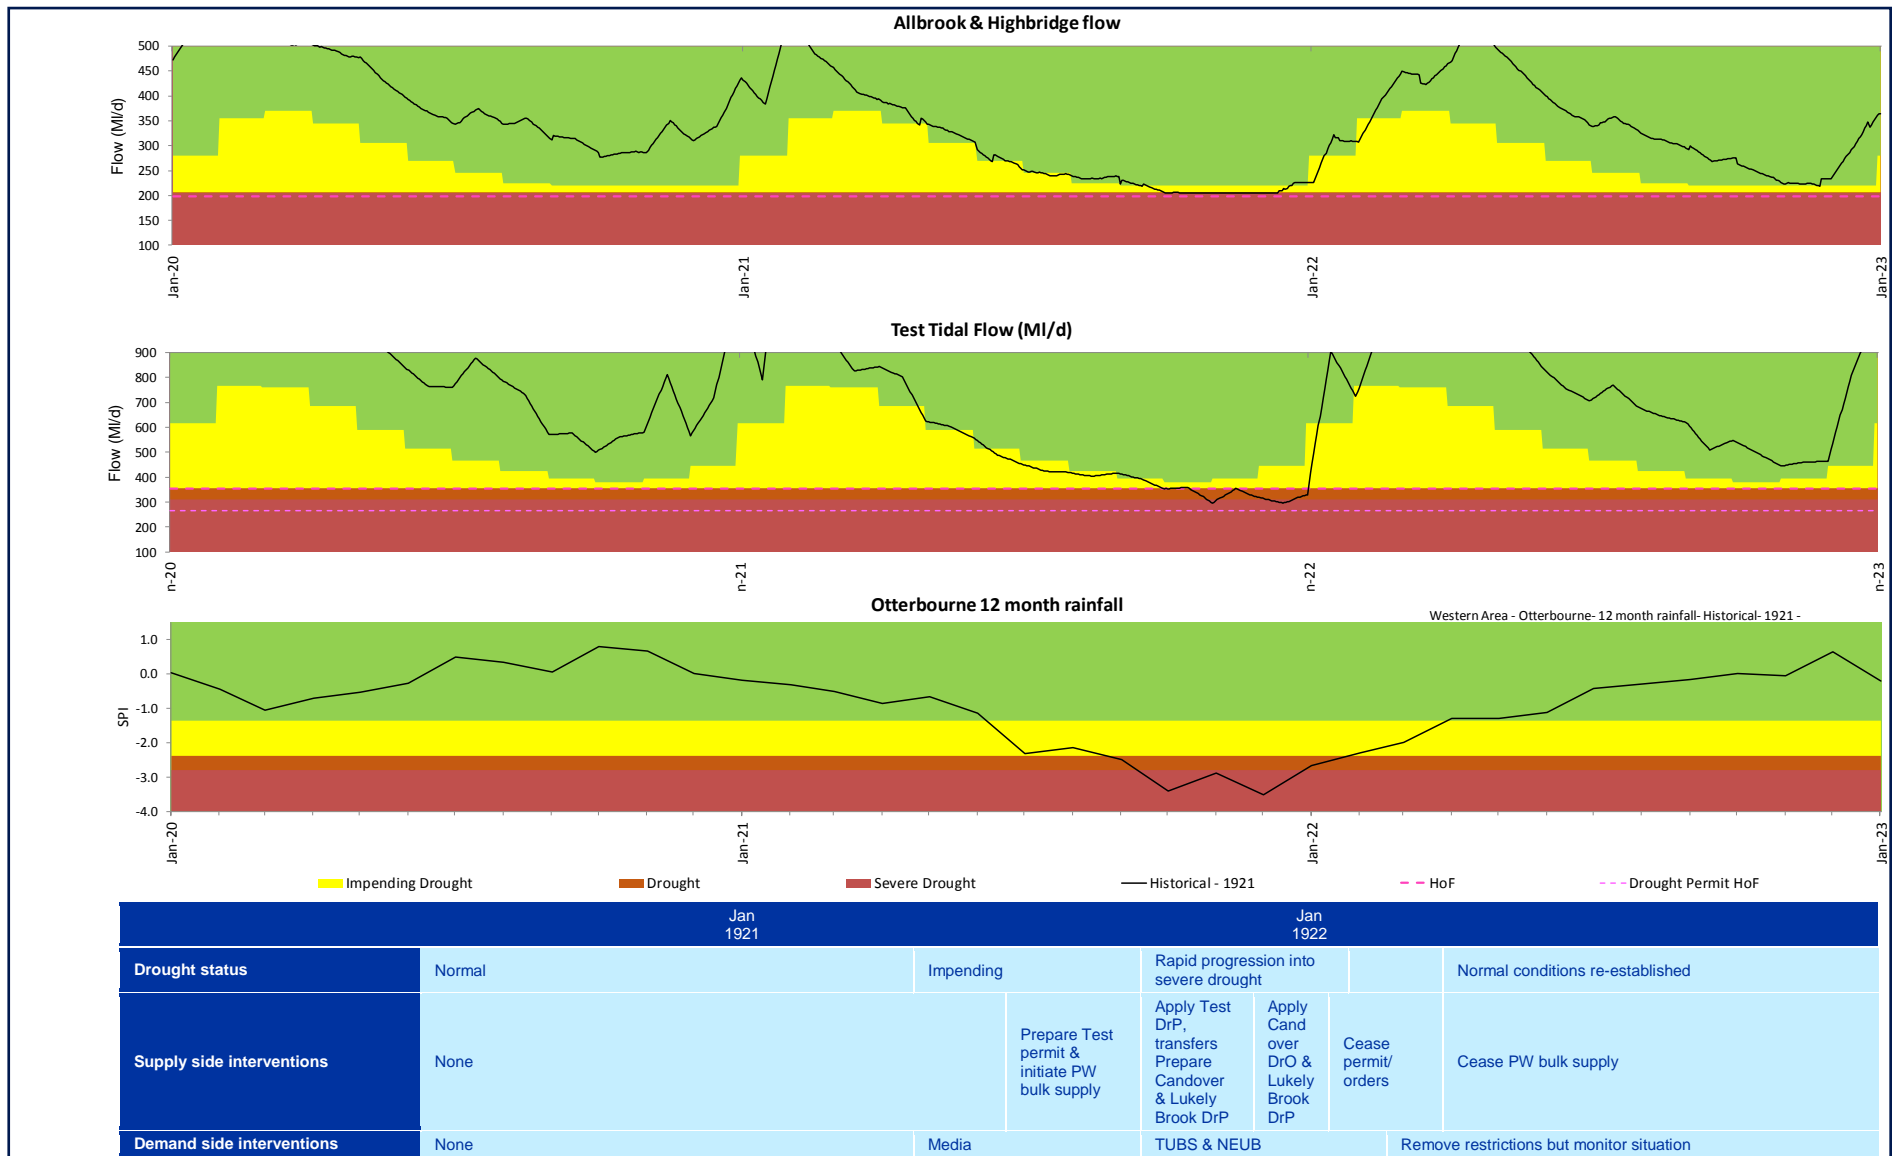 Allbrook & Highbridge flow
500
450
400
350
300
250
200
150
100
Flow (Ml/d)
Jan-20
Jan-21
Jan-22
Jan-23
Test Tidal Flow (Ml/d)
900
800
700
600
500
400
300
200
100
Flow (Ml/d)
n-20
n-21
n-22
n-23
Otterbourne 12 month rainfall
Western Area - Otterbourne- 12 month rainfall- Historical- 1921 -
1.0
0.0
-1.0
-2.0
-3.0
-4.0
SPI
Jan-20
Jan-21
Jan-22
Jan-23
Impending Drought
Drought
Severe Drought
Historical - 1921
HoF
Drought Permit HoF
Jan
1921
Jan
1922
Drought status
Normal
Impending
Rapid progression into
severe drought
Normal conditions re-established
Supply side interventions
None
Prepare Test
permit &
initiate PW
bulk supply
Apply Test
DrP,
transfers
Prepare
Candover
& Lukely
Brook DrP
Apply
Cand
over
DrO &
Lukely
Brook
DrP
Cease
permit/
orders
Cease PW bulk supply
Demand side interventions
None
Media
TUBS & NEUB
Remove restrictions but monitor situation